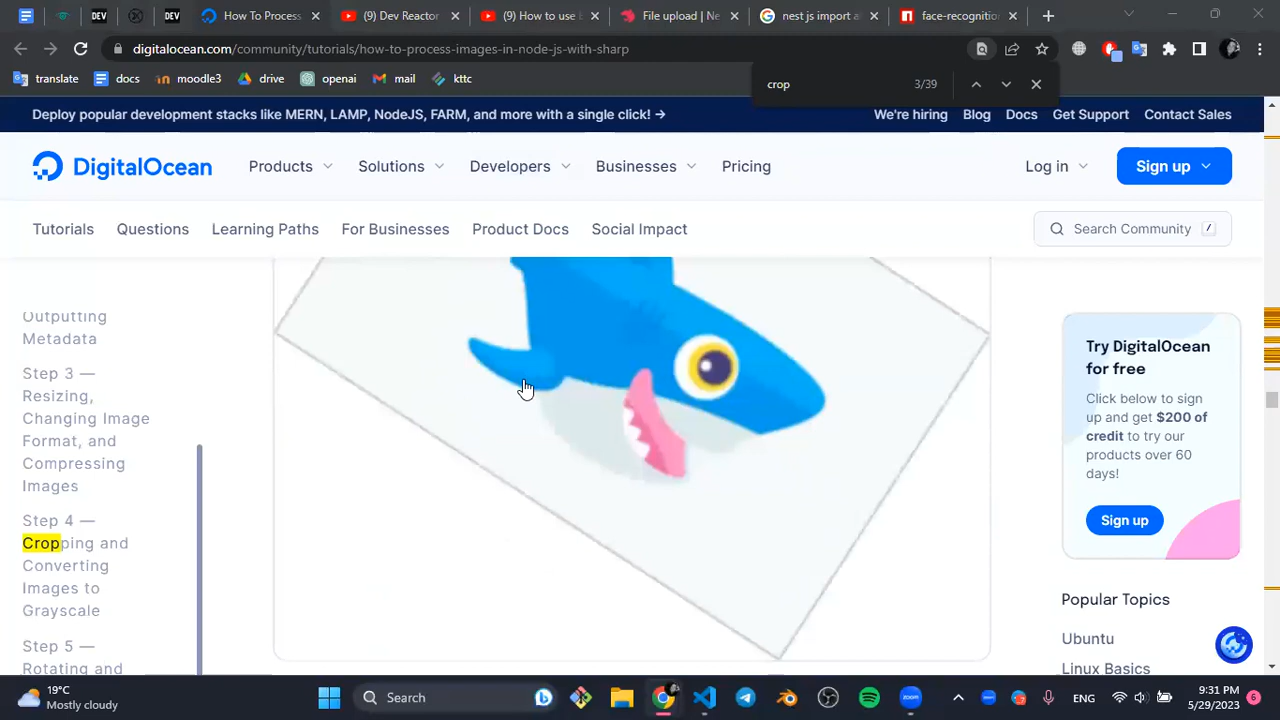 How To Process
(9) Dev Reactor
(9) How to use b
File upload | Ne
nest js import a
face-recognition
digitalocean.com/community/tutorials/how-to-process-images-in-node-js-with-sharp
translate
docs
moodle3
drive
openai
mail
kttc
crop
3/39
Deploy popular development stacks like MERN, LAMP, NodeJS, FARM, and more with a single click! →
We're hiring
Blog
Docs
Get Support
Contact Sales
DigitalOcean
Products
Solutions
Developers
Businesses
Pricing
Log in
Sign up
Tutorials
Questions
Learning Paths
For Businesses
Product Docs
Social Impact
Search Community
/
Outputting
Metadata
Step 3 —
Resizing,
Changing Image
Format, and
Compressing
Images
Step 4 —
Cropping and
Converting
Images to
Grayscale
Step 5 —
Rotating and
Try DigitalOcean
for free
Click below to sign
up and get $200 of
credit to try our
products over 60
days!
Sign up
Popular Topics
Ubuntu
Linux Basics
19°C
Mostly cloudy
Search
ENG
9:31 PM
5/29/2023
6